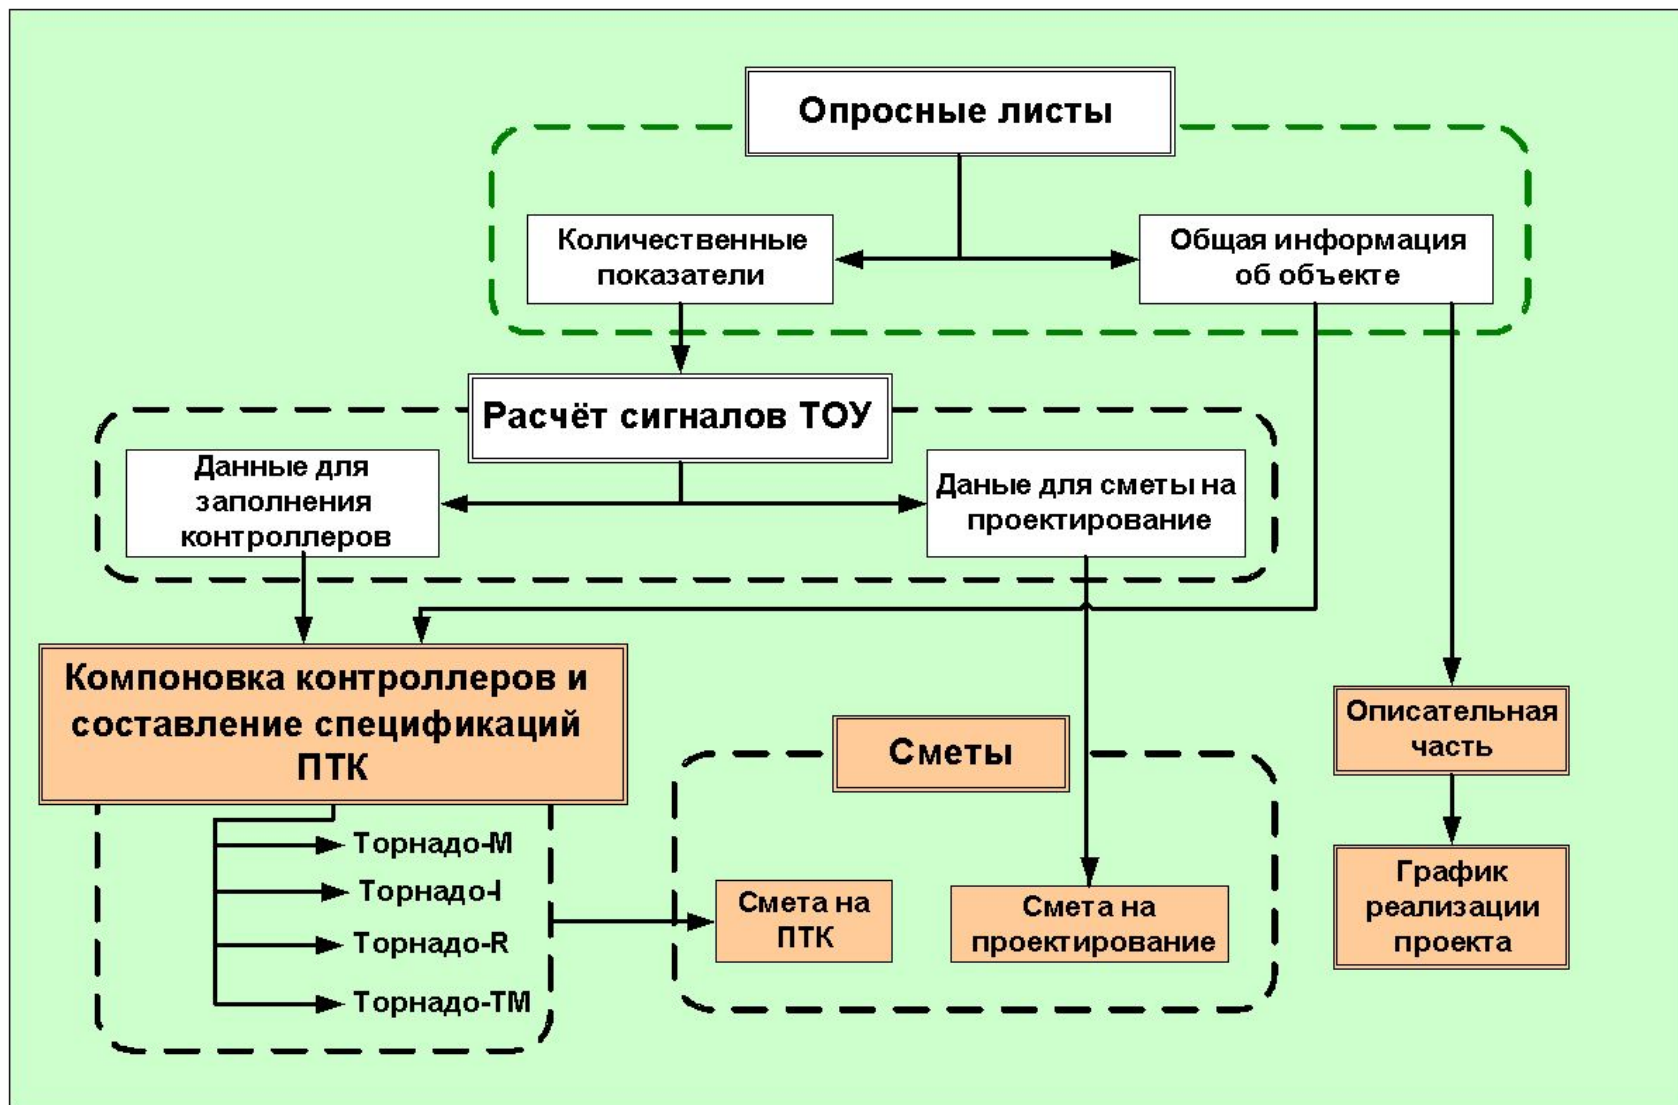 Опросные листы
Количественные
показатели
Общая информация
об объекте
Расчёт сигналов ТОУ
Данные для
заполнения
контроллеров
Даные для сметы на
проектирование
Компоновка контроллеров и
составление спецификаций
ПТК
Торнадо-M
Торнадо-I
Торнадо-R
Торнадо-TM
Сметы
Смета на
ПТК
Смета на
проектирование
Описательная
часть
График
реализации
проекта